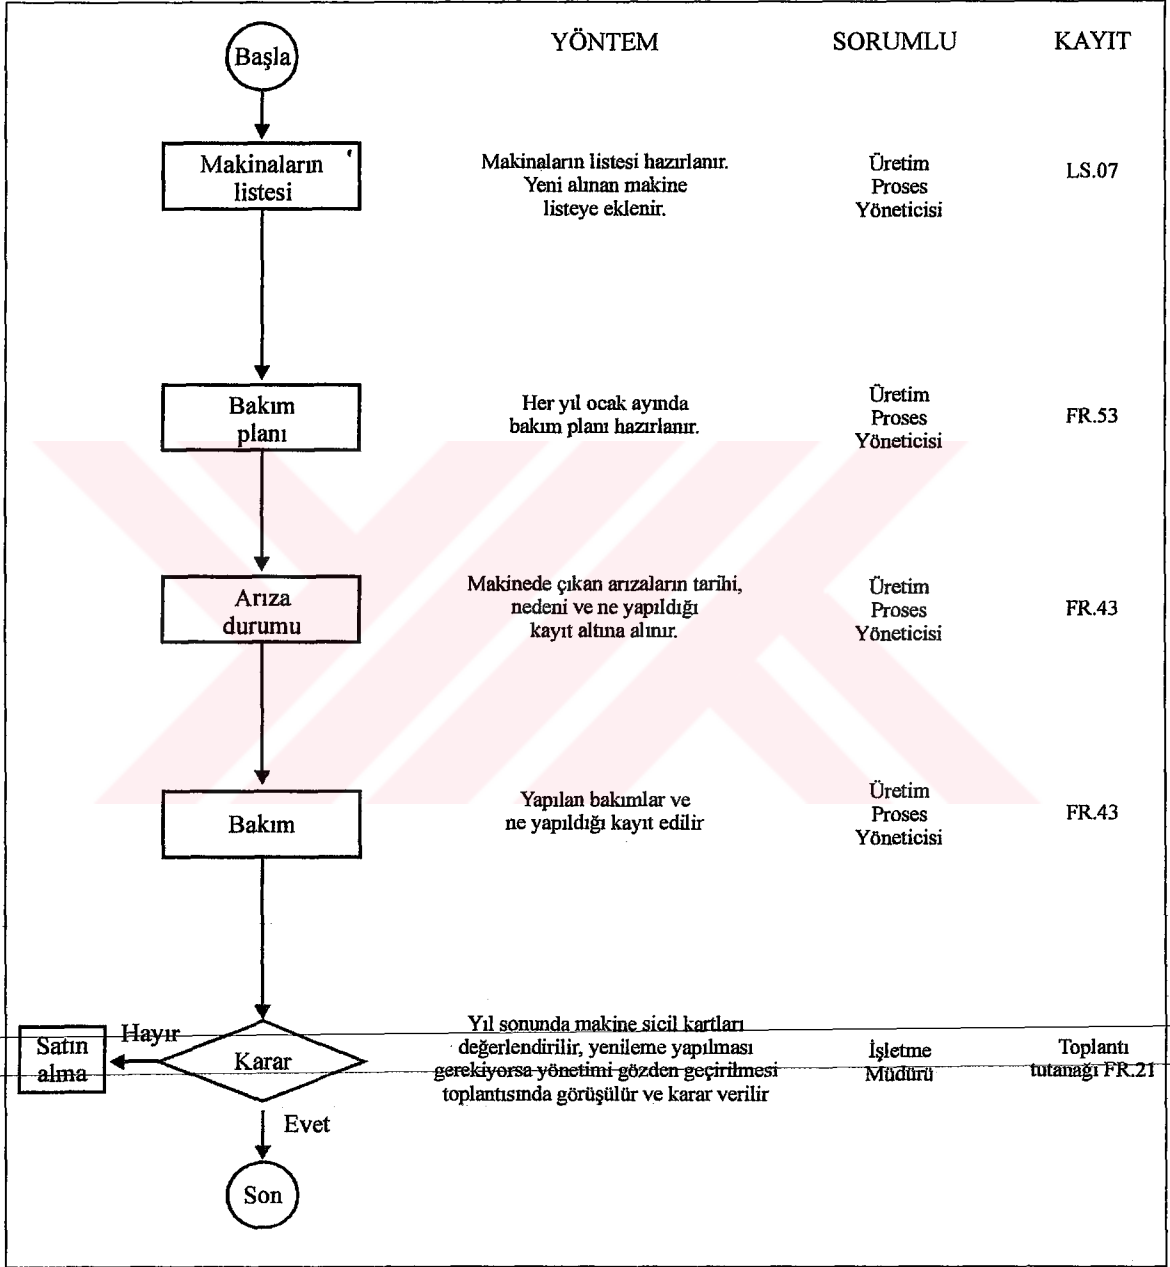 Başla
YÖNTEM
SORUMLU
KAYIT
Makinaların
listesi
Makinaların listesi hazırlanır.
Yeni alınan makine
listeye eklenir.
Üretim
Proses
Yöneticisi
LS.07
Bakım
planı
Her yıl ocak ayında
bakım planı hazırlanır.
Üretim
Proses
Yöneticisi
FR.53
Arıza
durumu
Makinede çıkan arızaların tarihi,
nedeni ve ne yapıldığı
kayıt altına alınır.
Üretim
Proses
Yöneticisi
FR.43
Bakım
Yapılan bakımlar ve
ne yapıldığı kayıt edilir
Üretim
Proses
Yöneticisi
FR.43
Satın
alma
Hayır
Karar
Yıl sonunda makine sicil kartları
değerlendirilir, yenileme yapılması
gerekiyorsa yönetimi gözden geçirilmesi
toplantısında görüşülür ve karar verilir
İşletme
Müdürü
Toplantı
tutanağı FR.21
Evet
Son